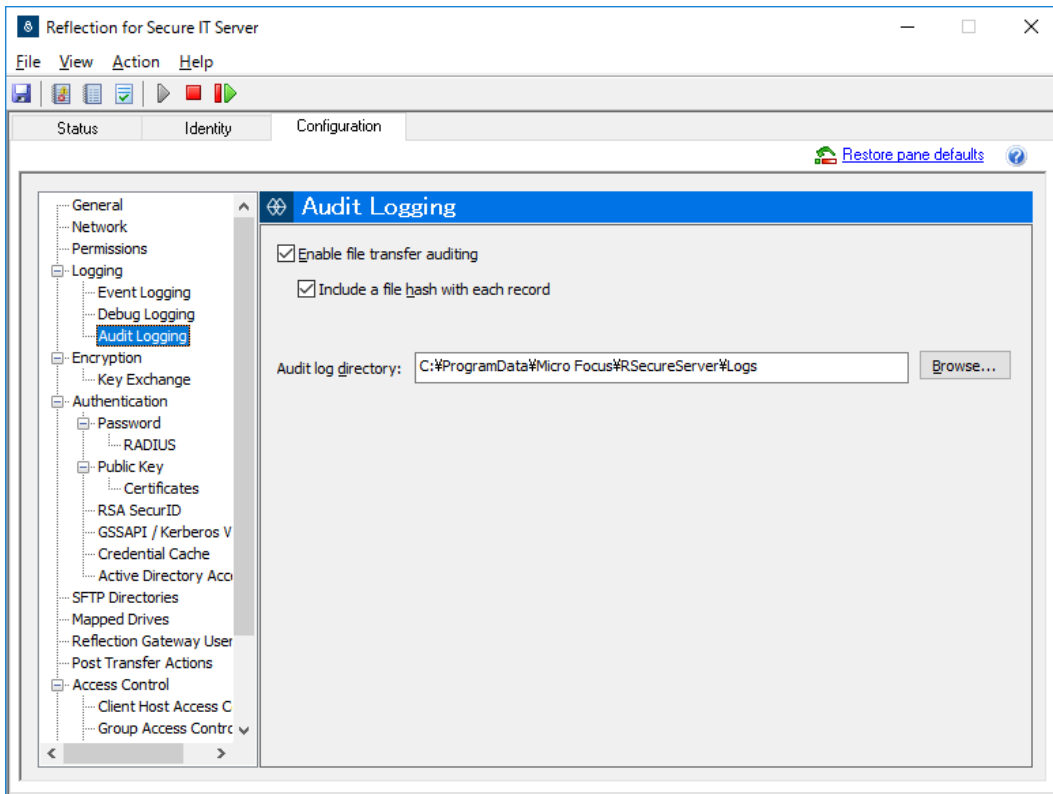 Reflection for Secure IT Server
File View Action Help
Status Identity Configuration
Restore pane defaults
General
Network
Permissions
Logging
Event Logging
Debug Logging
Audit Logging
Encryption
Key Exchange
Authentication
Password
RADIUS
Public Key
Certificates
RSA SecurID
GSSAPI / Kerberos V
Credential Cache
Active Directory Acc
SFTP Directories
Mapped Drives
Reflection Gateway User
Post Transfer Actions
Access Control
Client Host Access C
Group Access Contro
Audit Logging
Enable file transfer auditing
Include a file hash with each record
Audit log directory: C:¥ProgramData¥Micro Focus¥RSecureServer¥Logs Browse...